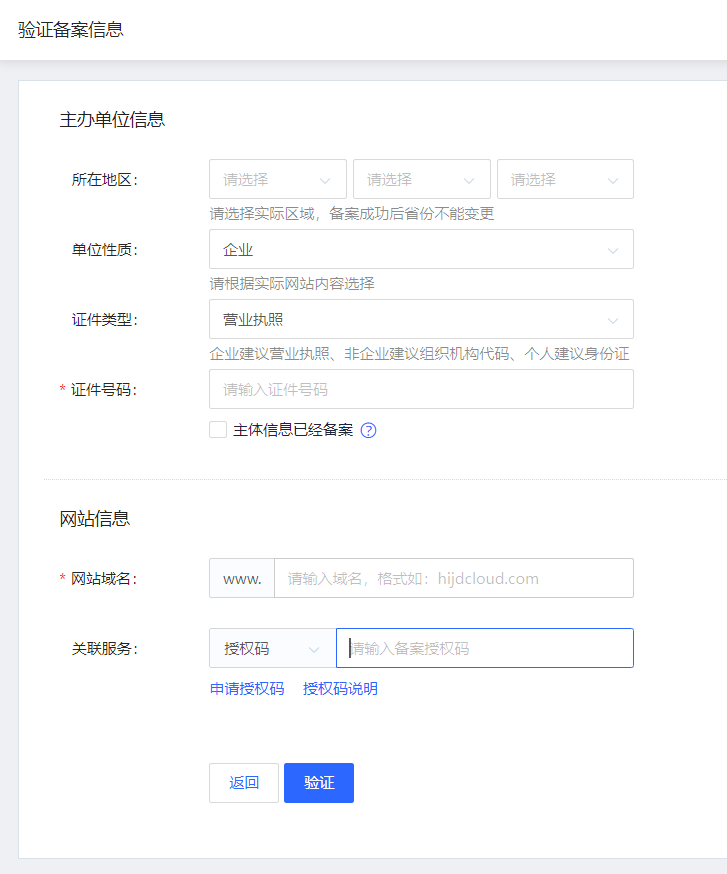 验证备案信息
主办单位信息
所在地区： 请选择 请选择 请选择
请选择实际区域，备案成功后省份不能变更
单位性质： 企业
请根据实际网站内容选择
证件类型： 营业执照
企业建议营业执照、非企业建议组织机构代码、个人建议身份证
* 证件号码： 请输入证件号码
主体信息已经备案 ?
网站信息
* 网站域名： www. 请输入域名，格式如：hijdcloud.com
关联服务： 授权码 请输入备案授权码
申请授权码 授权码说明
返回 验证